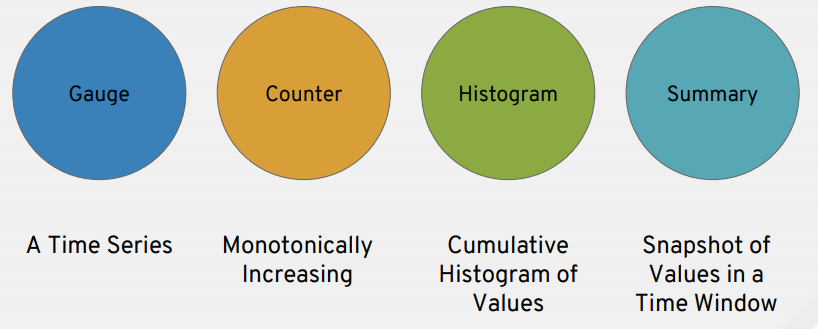 Gauge
Counter
Histogram
Summary
A Time Series
Monotonically
Increasing
Cumulative
Histogram of
Values
Snapshot of
Values in a
Time Window